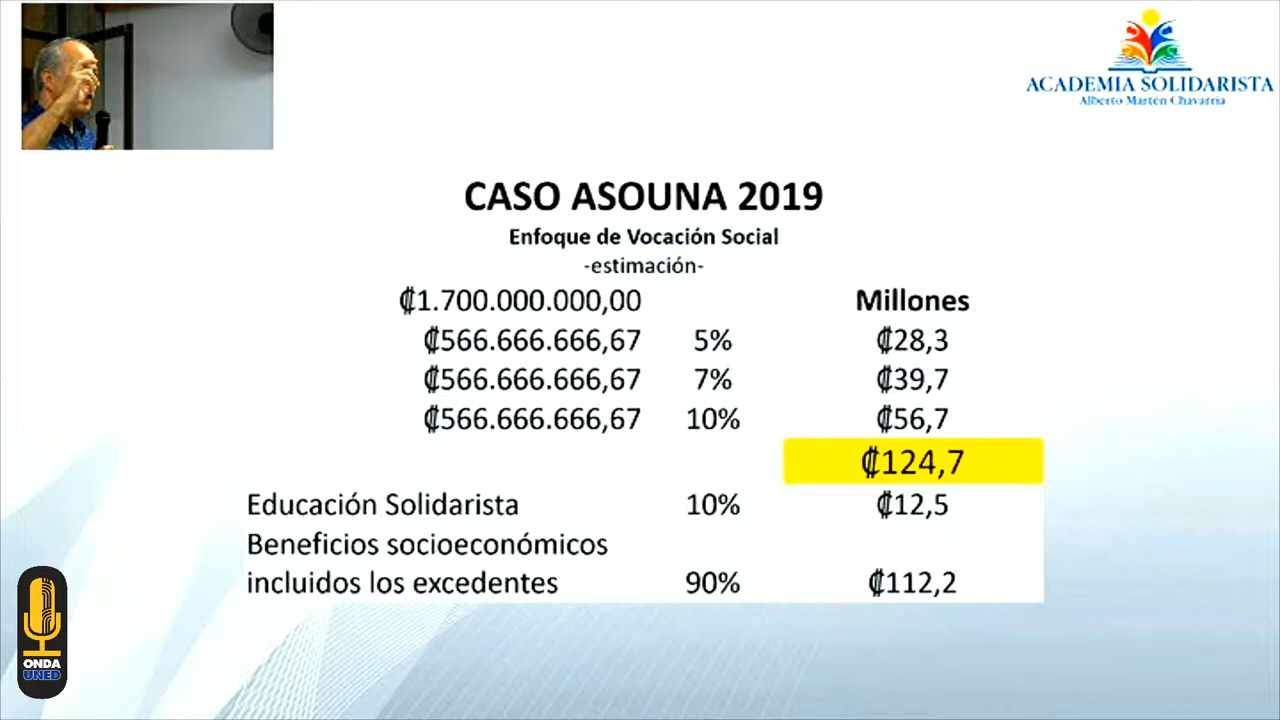 ACADEMIA SOLIDARISTA
Alberto Martén Chavarría
CASO ASOUNA 2019
Enfoque de Vocación Social
-estimación-
₡1.700.000.000,00 Millones
₡566.666.666,67 5% ₡28,3
₡566.666.666,67 7% ₡39,7
₡566.666.666,67 10% ₡56,7
₡124,7
Educación Solidarista 10% ₡12,5
Beneficios socioeconómicos
incluidos los excedentes 90% ₡112,2
ONDA
UNED